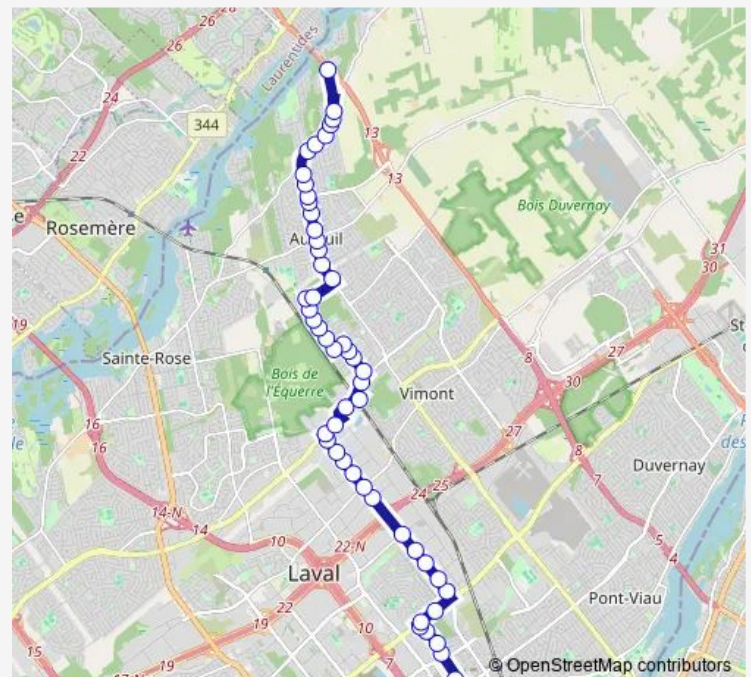 28
26
26
Laurentides
24
344
13
22
13
Bois Duvernay
Rosemère
Auteuil
31
30
19
8
27
Sainte-Rose
30
Bois de
l'Équerre
Vimont
16
16
27
8
Duvernay
24 25
7
14-N
14
10
22-N
5
4
Laval
22
Pont-Viau
10
15
19
7
© OpenStreetMap contributors